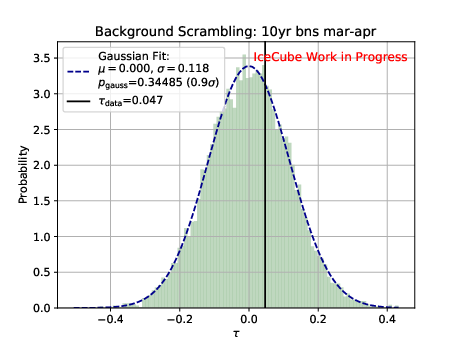 Background Scrambling: 10yr bns mar-apr
IceCube Work in Progress
Gaussian Fit:
μ = 0.000, σ = 0.118
p_gauss=0.34485 (0.9σ)
τ_data=0.047
Probability
3.5
3.0
2.5
2.0
1.5
1.0
0.5
0.0
−0.4 −0.2 0.0 0.2 0.4
τ